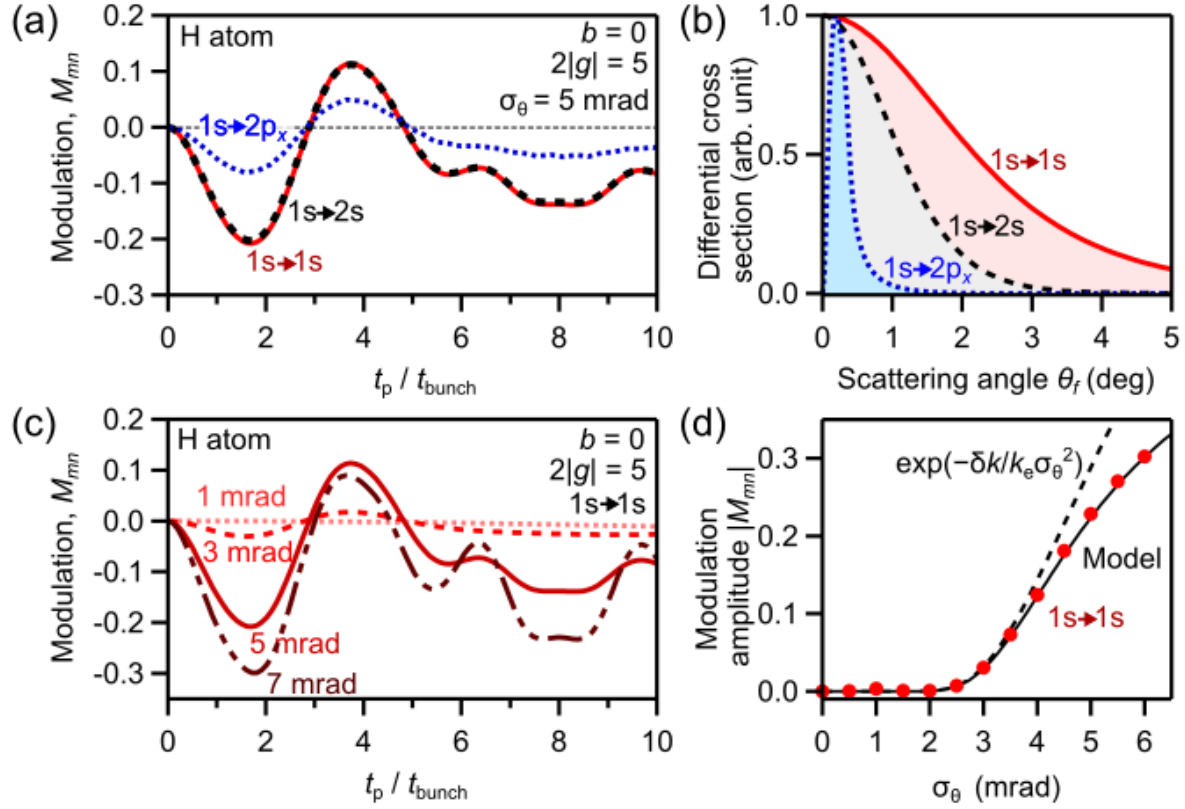 (a)
H atom
b = 0
2|g| = 5
σθ = 5 mrad
1s→2pₓ
1s→2s
1s→1s
Modulation, Mmn
0.2
0.1
0.0
-0.1
-0.2
-0.3
0 2 4 6 8 10
tp / tbunch
(b)
1s→1s
1s→2s
1s→2pₓ
Differential cross
section (arb. unit)
1.0
0.5
0.0
0 1 2 3 4 5
Scattering angle θf (deg)
(c)
H atom
b = 0
2|g| = 5
1s→1s
1 mrad
3 mrad
5 mrad
7 mrad
Modulation, Mmn
0.2
0.1
0.0
-0.1
-0.2
-0.3
0 2 4 6 8 10
tp / tbunch
(d)
exp(−δk/keσθ²)
Model
1s→1s
Modulation
amplitude |Mmn|
0.3
0.2
0.1
0.0
0 1 2 3 4 5 6
σθ (mrad)